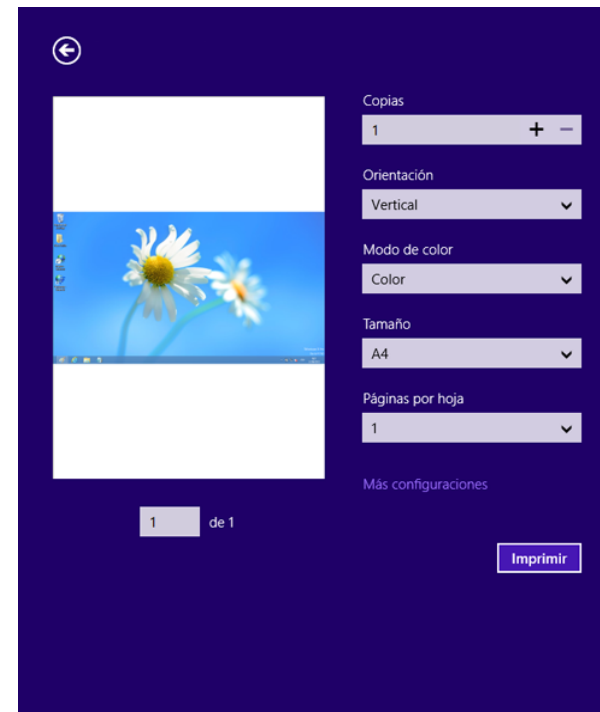 Copias
1
Orientación
Vertical
Modo de color
Color
Tamaño
A4
Páginas por hoja
1
Más configuraciones
1 de 1
Imprimir